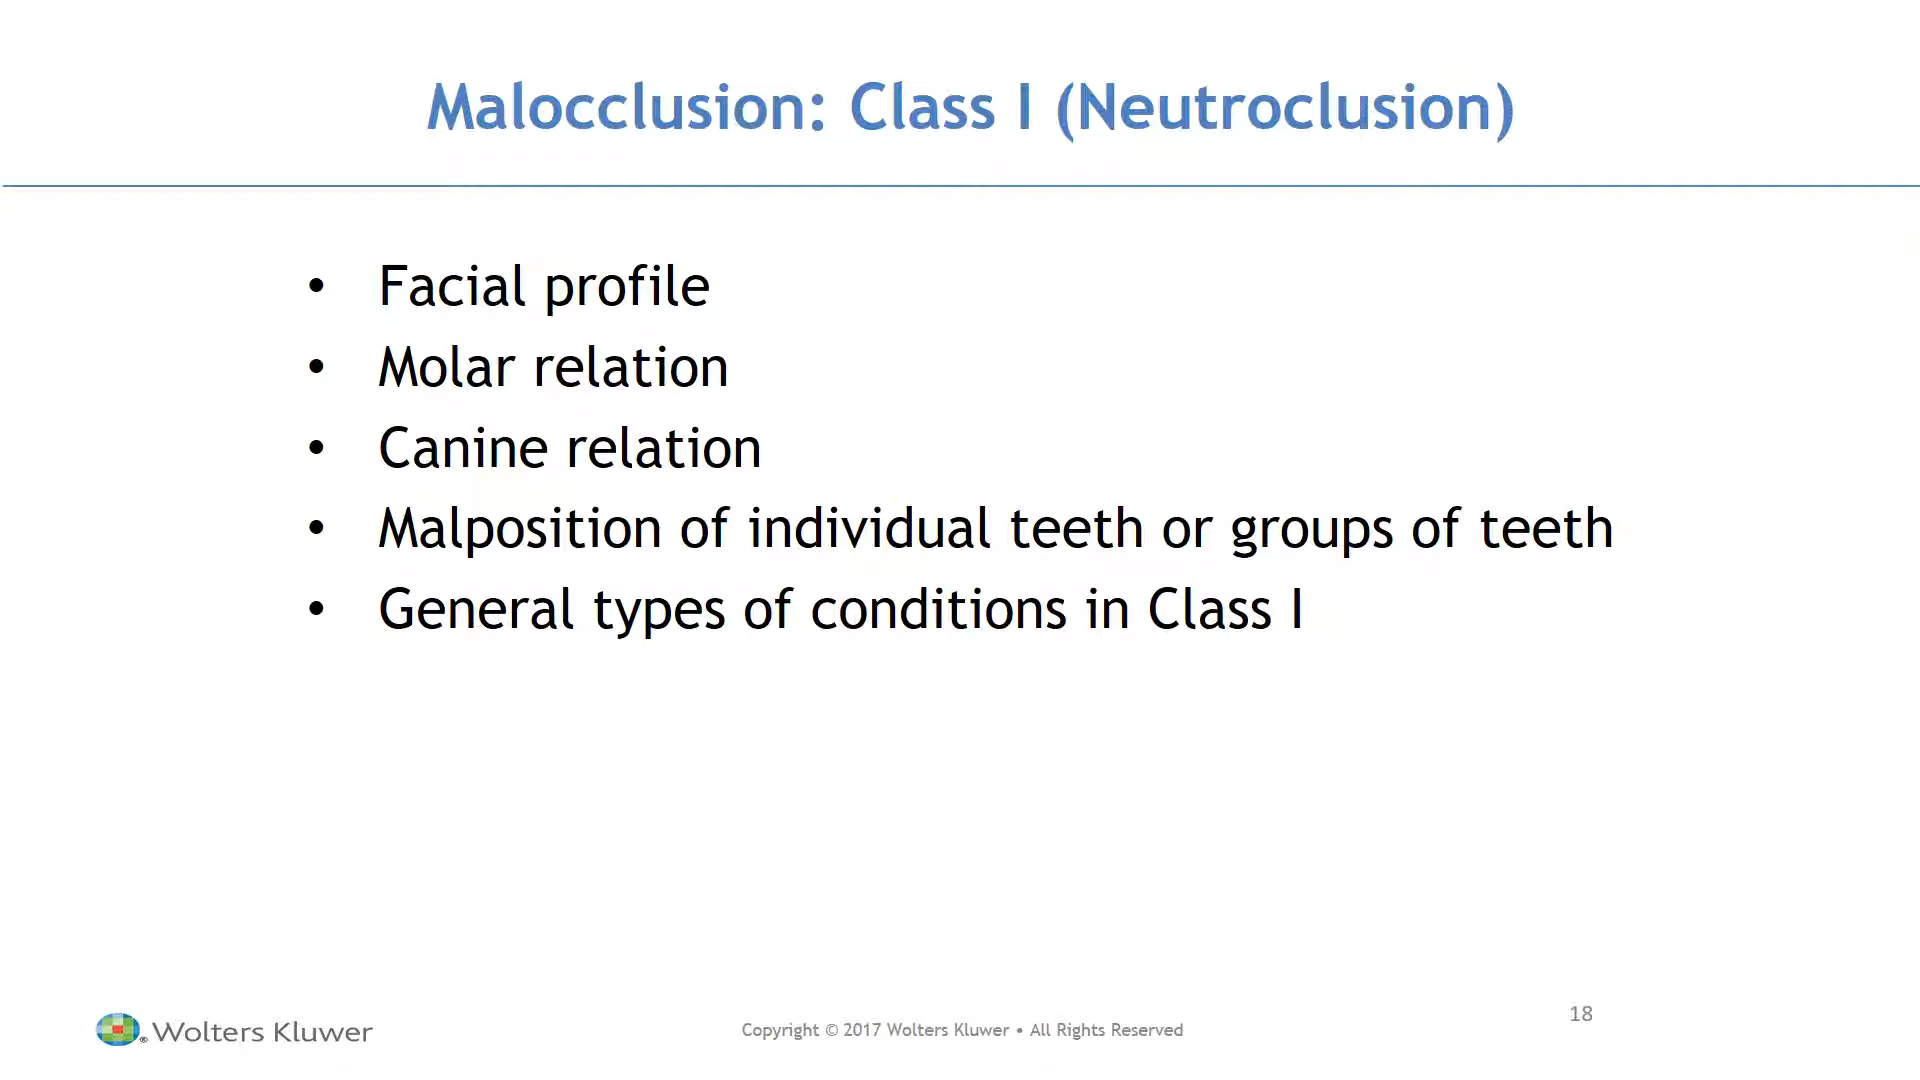 Malocclusion: Class I (Neutroclusion)
• Facial profile
• Molar relation
• Canine relation
• Malposition of individual teeth or groups of teeth
• General types of conditions in Class I
18
® Wolters Kluwer
Copyright © 2017 Wolters Kluwer • All Rights Reserved